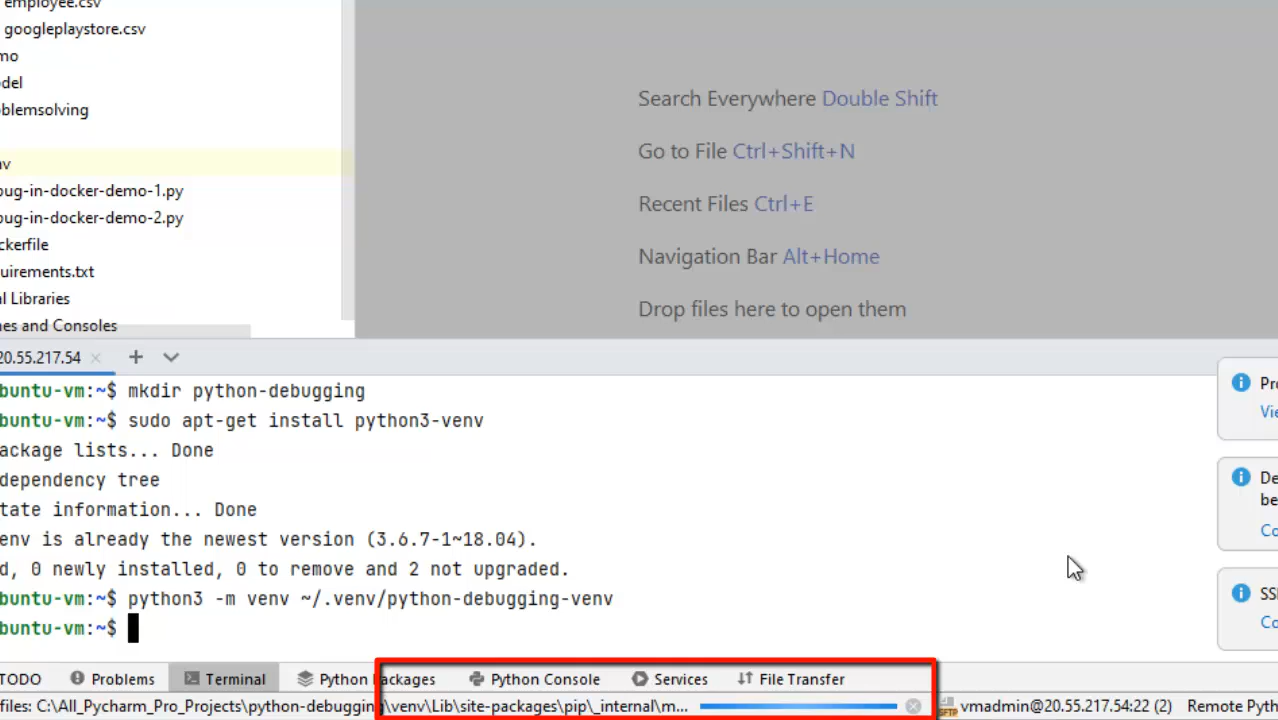 employee.csv
googleplaystore.csv
mo
del
blemsolving
nv
bug-in-docker-demo-1.py
bug-in-docker-demo-2.py
ckerfile
uirements.txt
al Libraries
hes and Consoles
Search Everywhere Double Shift
Go to File Ctrl+Shift+N
Recent Files Ctrl+E
Navigation Bar Alt+Home
Drop files here to open them
20.55.217.54
buntu-vm:~$ mkdir python-debugging
buntu-vm:~$ sudo apt-get install python3-venv
ackage lists... Done
dependency tree
tate information... Done
env is already the newest version (3.6.7-1~18.04).
d, 0 newly installed, 0 to remove and 2 not upgraded.
buntu-vm:~$ python3 -m venv ~/.venv/python-debugging-venv
buntu-vm:~$
Pro
Vie
De
be
Co
SSH
Co
TODO Problems Terminal Python Packages Python Console Services File Transfer
files: C:\All_Pycharm_Pro_Projects\python-debugging\venv\Lib\site-packages\pip\_internal\m... vmadmin@20.55.217.54:22 (2) Remote Pyth